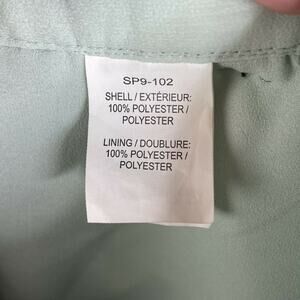 SP9-102
SHELL / EXTÉRIEUR:
100% POLYESTER /
POLYESTER
LINING / DOUBLURE:
100% POLYESTER /
POLYESTER